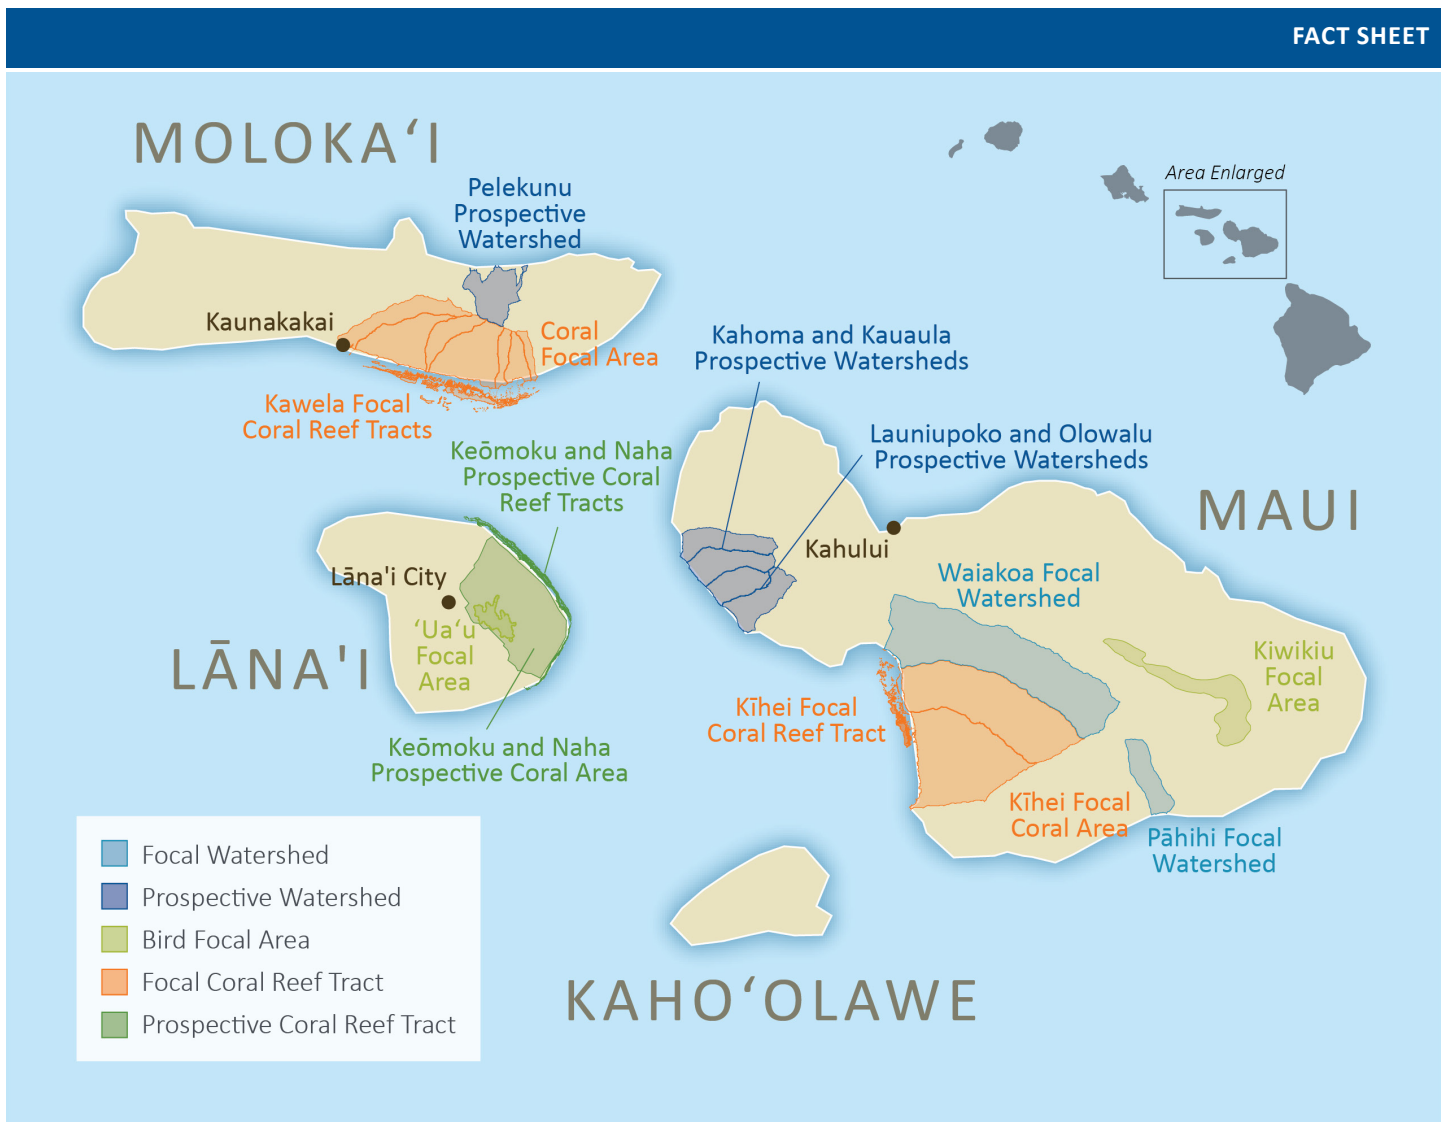 FACT SHEET
MOLOKAʻI
Area Enlarged
Pelekunu
Prospective
Watershed
Kaunakakai
Coral
Focal Area
Kawela Focal
Coral Reef Tracts
Kahoma and Kauaula
Prospective Watersheds
Launiupoko and Olowalu
Prospective Watersheds
Keōmoku and Naha
Prospective Coral
Reef Tracts
MAUI
Kahului
Lāna'i City
Waiakoa Focal
Watershed
ʻUaʻu
Focal
Area
LĀNA'I
Kiwikiu
Focal
Area
Kīhei Focal
Coral Reef Tract
Keōmoku and Naha
Prospective Coral Area
Kīhei Focal
Coral Area
Pāhihi Focal
Watershed
Focal Watershed
Prospective Watershed
Bird Focal Area
Focal Coral Reef Tract
Prospective Coral Reef Tract
KAHOʻOLAWE